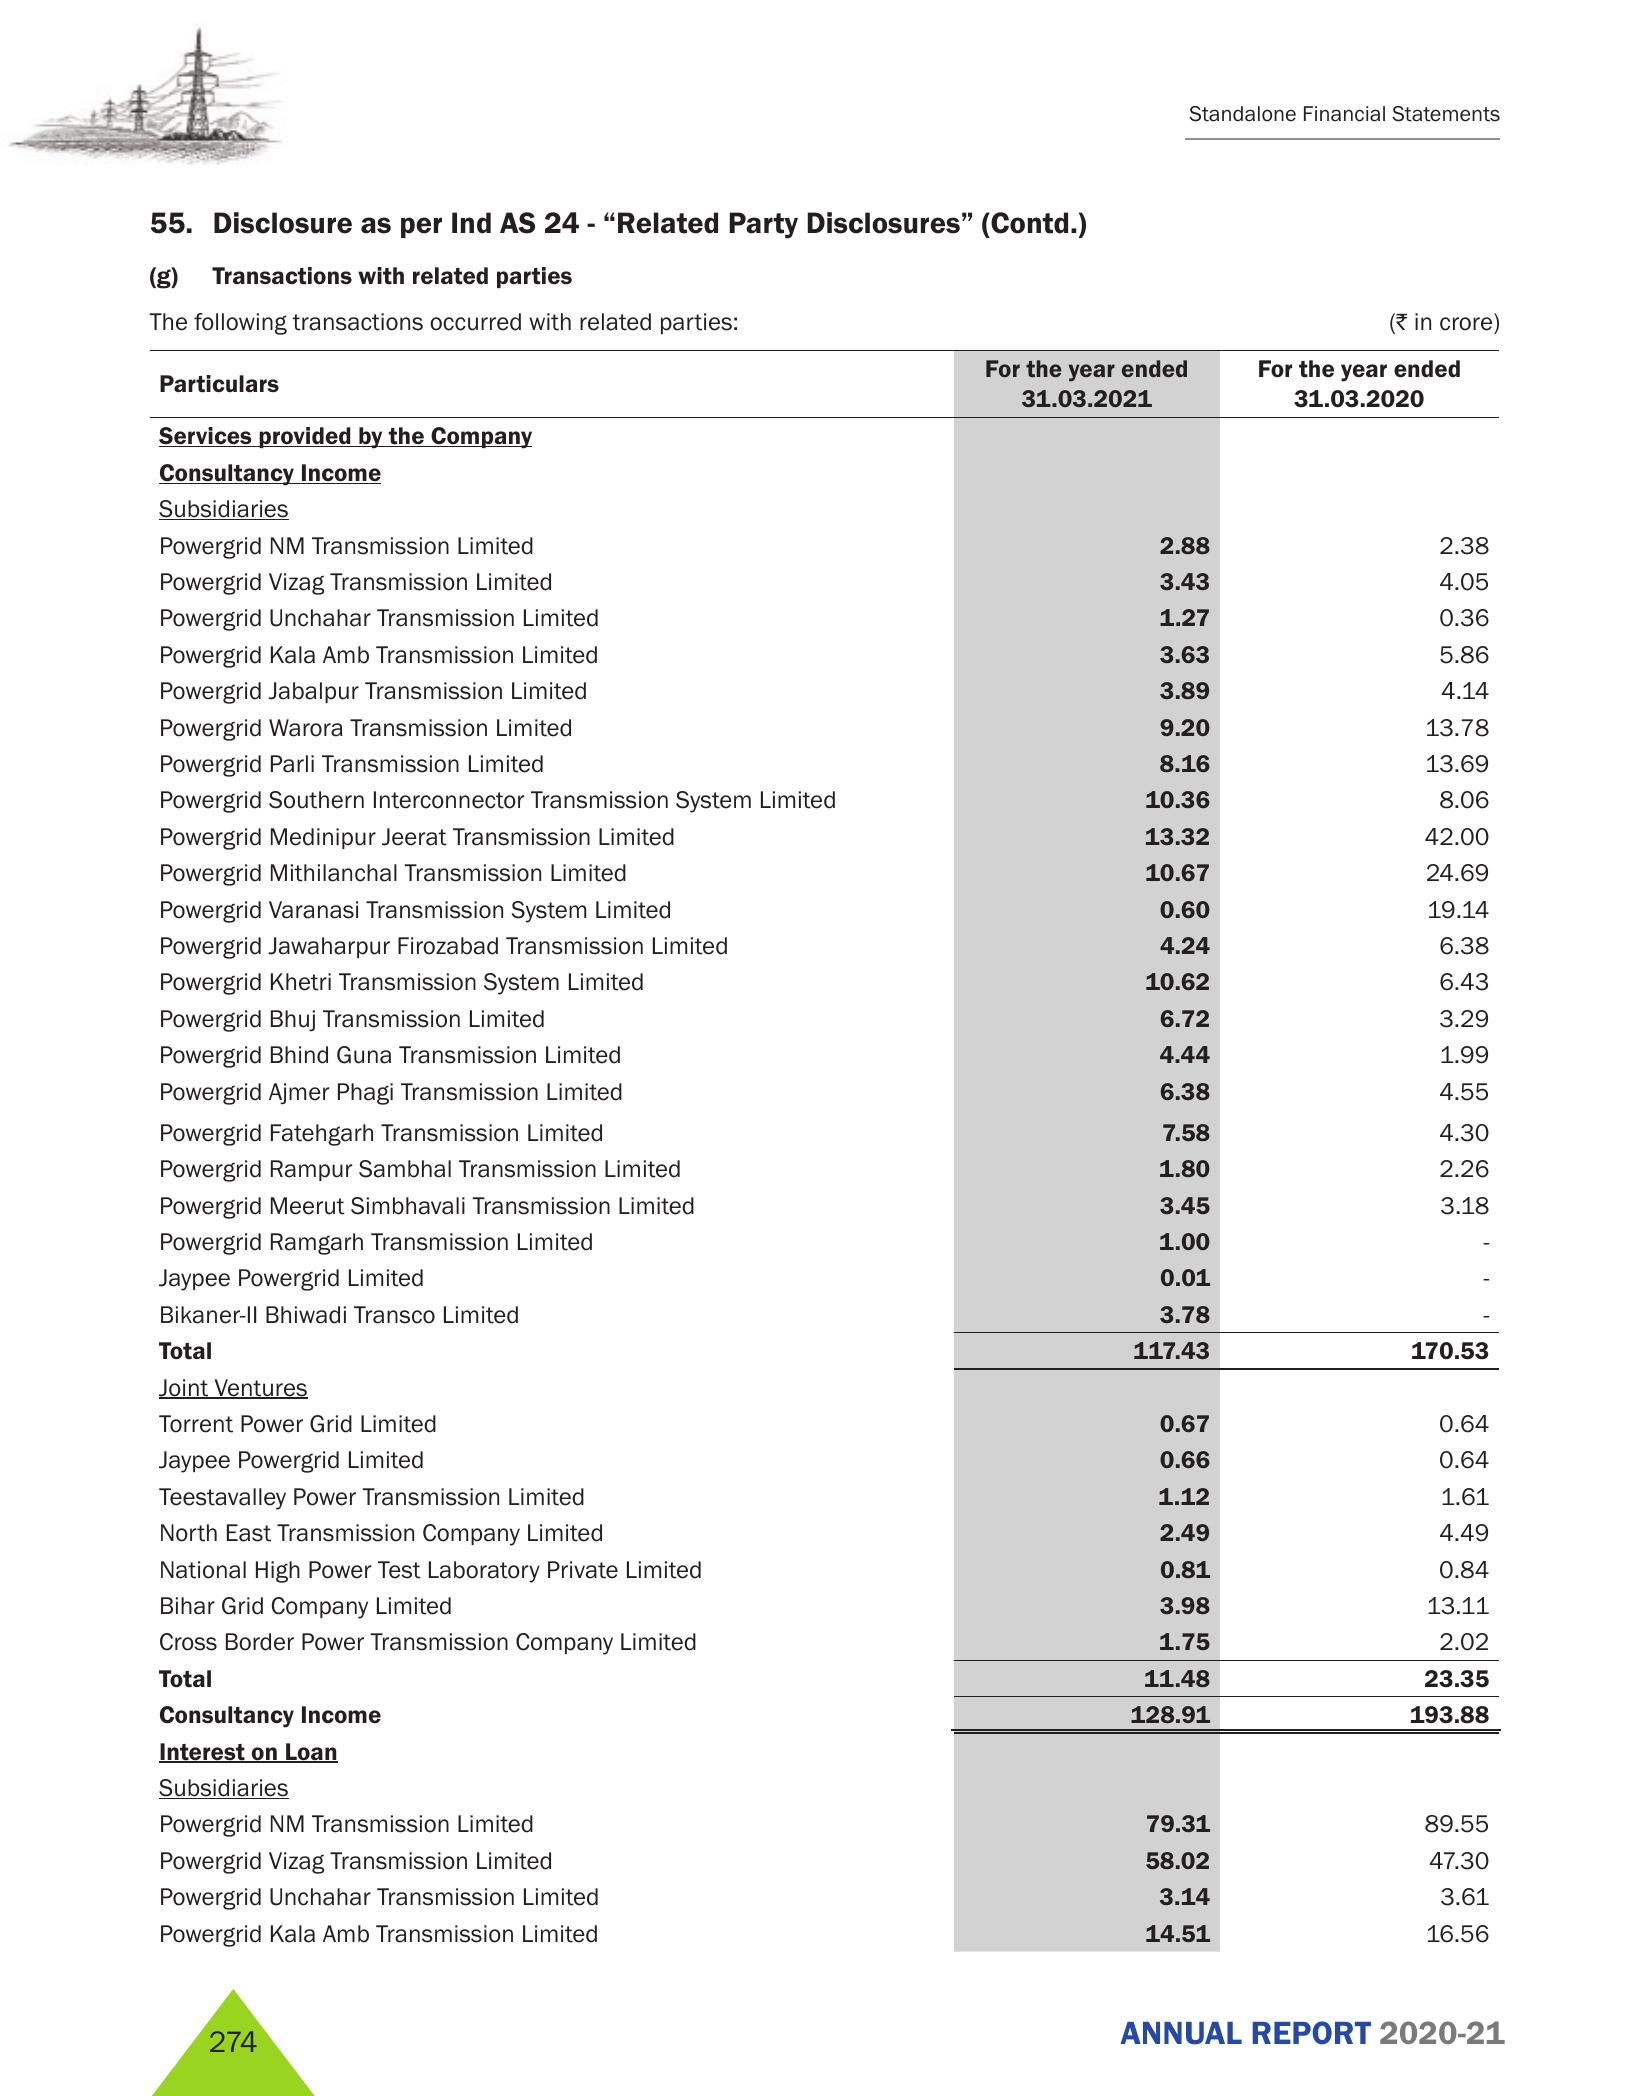 Standalone Financial Statements
55. Disclosure as per Ind AS 24 - “Related Party Disclosures” (Contd.)
(g) Transactions with related parties
The following transactions occurred with related parties: (₹ in crore)
Particulars For the year ended 31.03.2021 For the year ended 31.03.2020
Services provided by the Company
Consultancy Income
Subsidiaries
Powergrid NM Transmission Limited 2.88 2.38
Powergrid Vizag Transmission Limited 3.43 4.05
Powergrid Unchahar Transmission Limited 1.27 0.36
Powergrid Kala Amb Transmission Limited 3.63 5.86
Powergrid Jabalpur Transmission Limited 3.89 4.14
Powergrid Warora Transmission Limited 9.20 13.78
Powergrid Parli Transmission Limited 8.16 13.69
Powergrid Southern Interconnector Transmission System Limited 10.36 8.06
Powergrid Medinipur Jeerat Transmission Limited 13.32 42.00
Powergrid Mithilanchal Transmission Limited 10.67 24.69
Powergrid Varanasi Transmission System Limited 0.60 19.14
Powergrid Jawaharpur Firozabad Transmission Limited 4.24 6.38
Powergrid Khetri Transmission System Limited 10.62 6.43
Powergrid Bhuj Transmission Limited 6.72 3.29
Powergrid Bhind Guna Transmission Limited 4.44 1.99
Powergrid Ajmer Phagi Transmission Limited 6.38 4.55
Powergrid Fatehgarh Transmission Limited 7.58 4.30
Powergrid Rampur Sambhal Transmission Limited 1.80 2.26
Powergrid Meerut Simbhavali Transmission Limited 3.45 3.18
Powergrid Ramgarh Transmission Limited 1.00 -
Jaypee Powergrid Limited 0.01 -
Bikaner-II Bhiwadi Transco Limited 3.78 -
Total 117.43 170.53
Joint Ventures
Torrent Power Grid Limited 0.67 0.64
Jaypee Powergrid Limited 0.66 0.64
Teestavalley Power Transmission Limited 1.12 1.61
North East Transmission Company Limited 2.49 4.49
National High Power Test Laboratory Private Limited 0.81 0.84
Bihar Grid Company Limited 3.98 13.11
Cross Border Power Transmission Company Limited 1.75 2.02
Total 11.48 23.35
Consultancy Income 128.91 193.88
Interest on Loan
Subsidiaries
Powergrid NM Transmission Limited 79.31 89.55
Powergrid Vizag Transmission Limited 58.02 47.30
Powergrid Unchahar Transmission Limited 3.14 3.61
Powergrid Kala Amb Transmission Limited 14.51 16.56
274 ANNUAL REPORT 2020-21